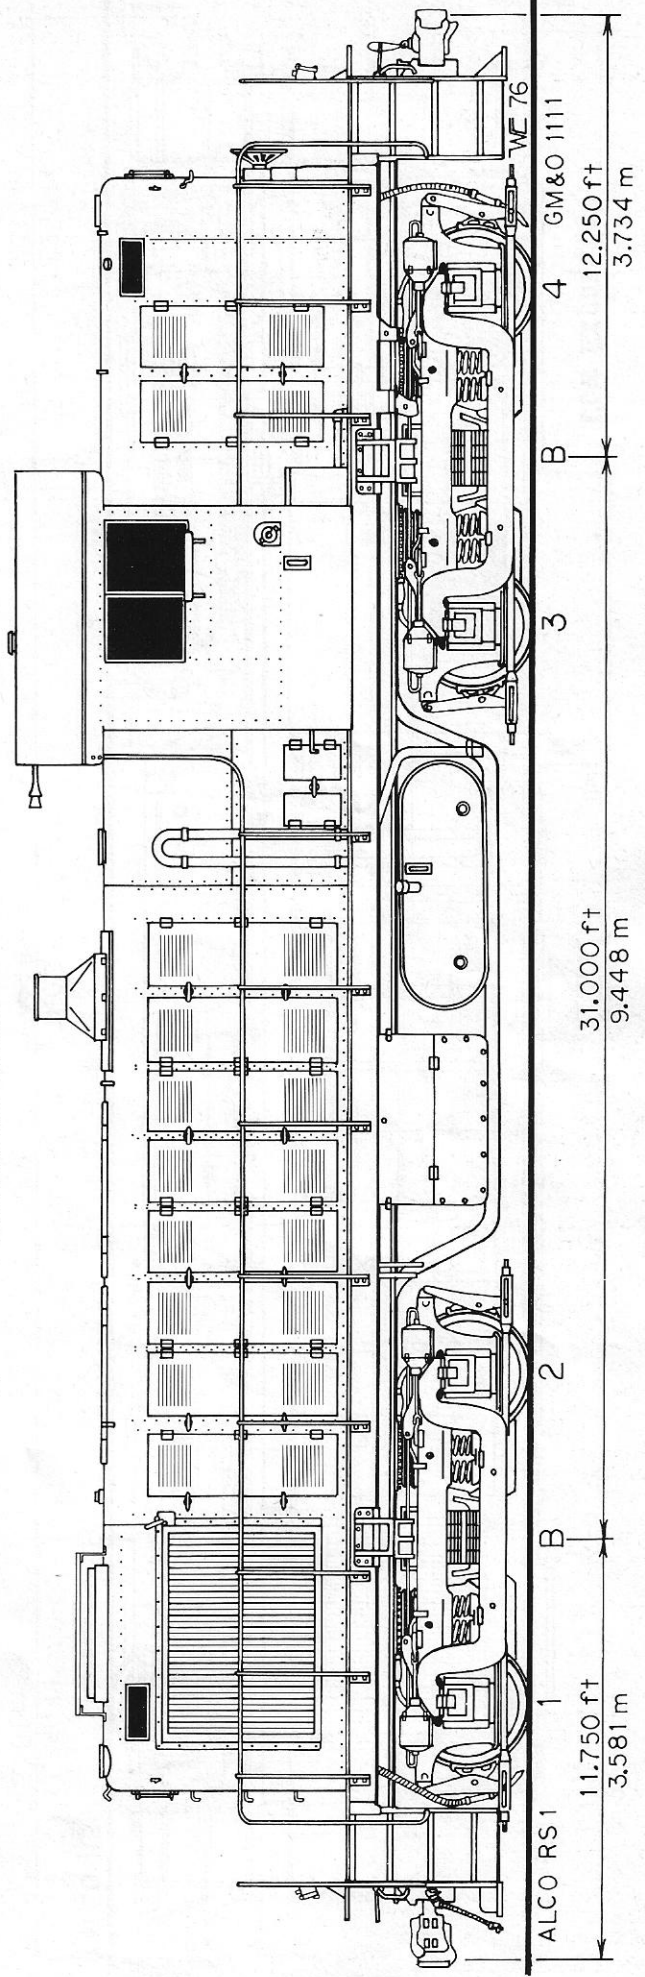 WC 76
ALCO RS1
1
B
2
3
B
4
GM&O 1111
11.750 ft
3.581 m
31.000 ft
9.448 m
12.250 ft
3.734 m